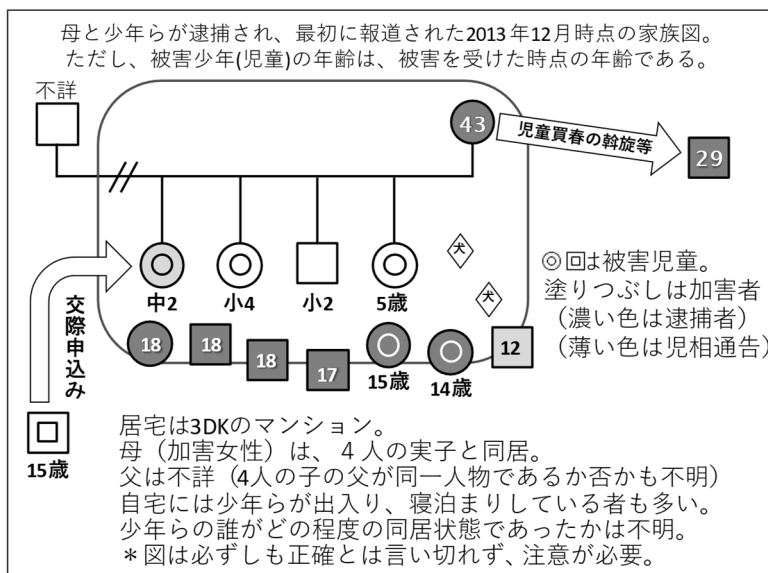 母と少年らが逮捕され、最初に報道された2013年12月時点の家族図。
ただし、被害少年(児童)の年齢は、被害を受けた時点の年齢である。
不詳
43
児童買春の斡旋等
29
犬
犬
中2
小4
小2
5歳
◎回は被害児童。
塗りつぶしは加害者
（濃い色は逮捕者）
（薄い色は児相通告）
交際申込み
18
18
18
17
15歳
14歳
12
15歳
居宅は3DKのマンション。
母（加害女性）は、４人の実子と同居。
父は不詳（4人の子の父が同一人物であるか否かも不明）
自宅には少年らが出入り、寝泊まりしている者も多い。
少年らの誰がどの程度の同居状態であったかは不明。
＊図は必ずしも正確とは言い切れず、注意が必要。